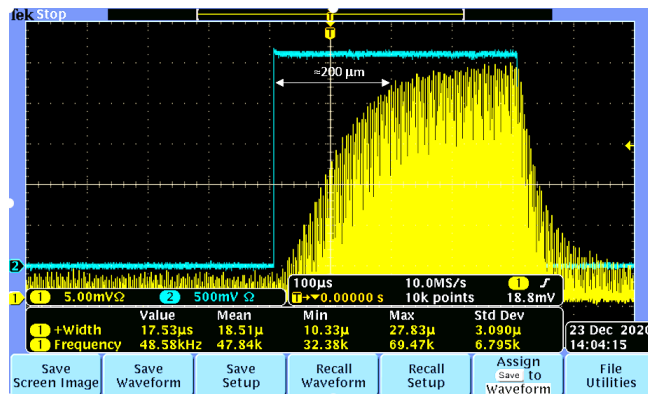 Tek Stop
T
T
≈200 µm
2
1
1 5.00mVΩ 2 500mV Ω
100µs 10.0MS/s 1
T→▼0.00000 s 10k points 18.8mV
Value Mean Min Max Std Dev
1 +Width 17.53µs 18.51µ 10.33µ 27.83µ 3.090µ
1 Frequency 48.58kHz 47.84k 32.38k 69.47k 6.795k
23 Dec 2020
14:04:15
Save Screen Image
Save Waveform
Save Setup
Recall Waveform
Recall Setup
Assign Save to Waveform
File Utilities